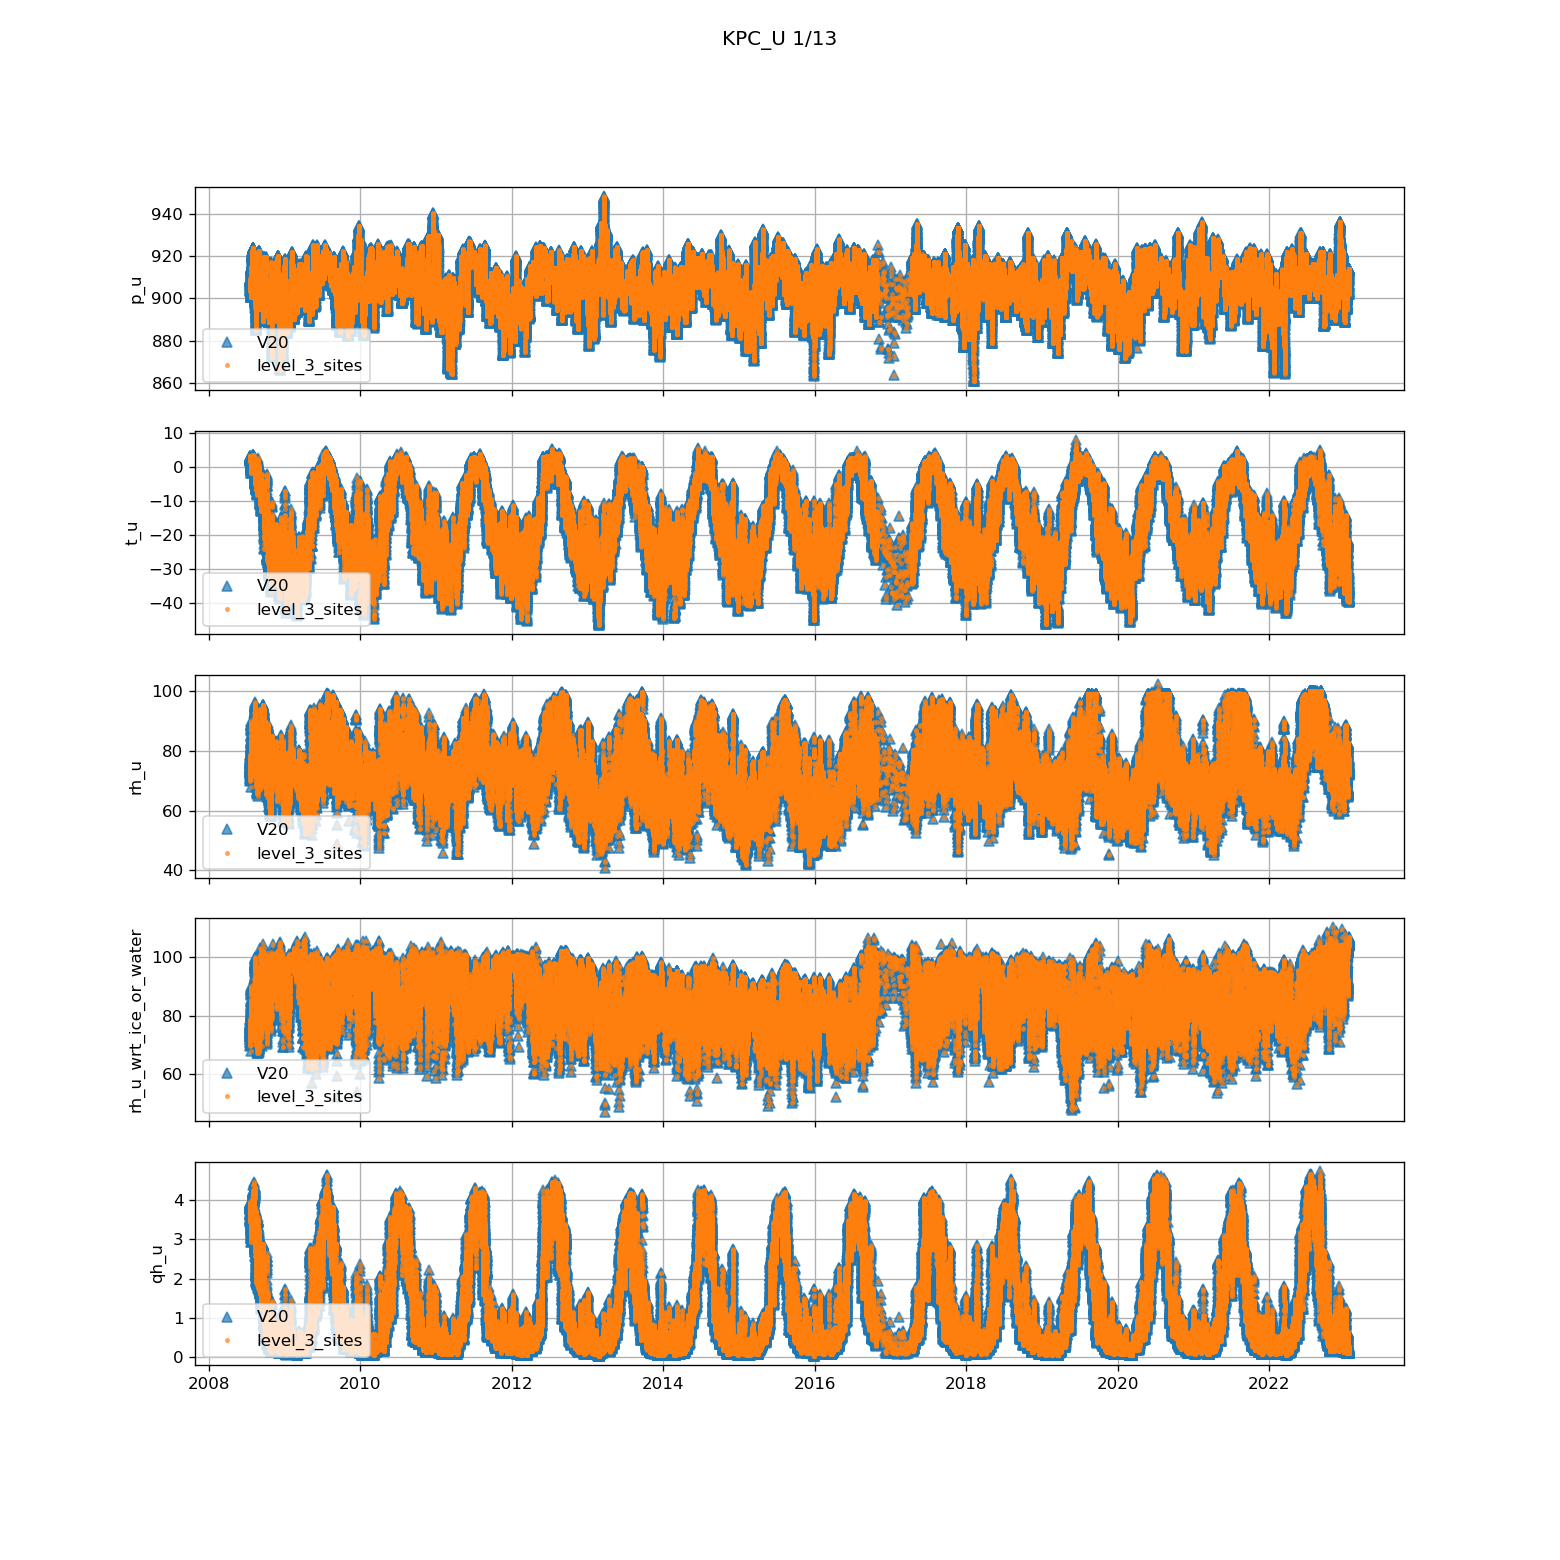 KPC_U 1/13
940
920
900
880
860
p_u
V20
level_3_sites
10
0
−10
−20
−30
−40
t_u
V20
level_3_sites
100
80
60
40
rh_u
V20
level_3_sites
100
80
60
rh_u_wrt_ice_or_water
V20
level_3_sites
4
3
2
1
0
qh_u
V20
level_3_sites
2008 2010 2012 2014 2016 2018 2020 2022